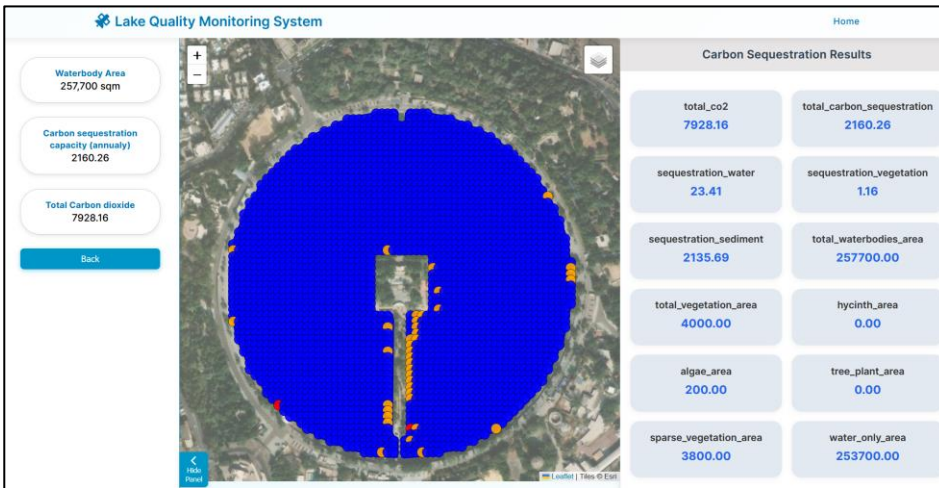 Lake Quality Monitoring System
Home
Waterbody Area
257,700 sqm
Carbon sequestration
capacity (annualy)
2160.26
Total Carbon dioxide
7928.16
Back
+
−
Hide
Panel
Leaflet | Tiles © Esri
Carbon Sequestration Results
total_co2
7928.16
total_carbon_sequestration
2160.26
sequestration_water
23.41
sequestration_vegetation
1.16
sequestration_sediment
2135.69
total_waterbodies_area
257700.00
total_vegetation_area
4000.00
hycinth_area
0.00
algae_area
200.00
tree_plant_area
0.00
sparse_vegetation_area
3800.00
water_only_area
253700.00